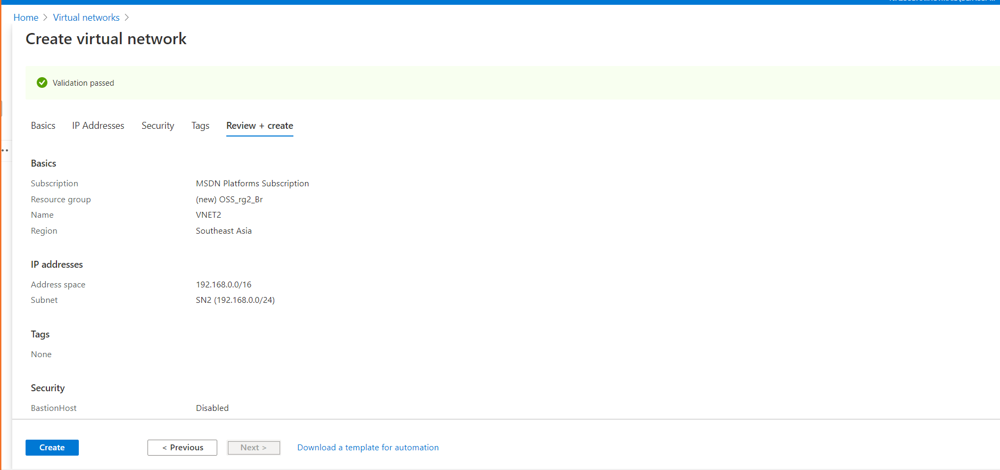 Home > Virtual networks >
Create virtual network
Validation passed
Basics IP Addresses Security Tags Review + create
Basics
Subscription MSDN Platforms Subscription
Resource group (new) OSS_rg2_Br
Name VNET2
Region Southeast Asia
IP addresses
Address space 192.168.0.0/16
Subnet SN2 (192.168.0.0/24)
Tags
None
Security
BastionHost Disabled
Create < Previous Next > Download a template for automation